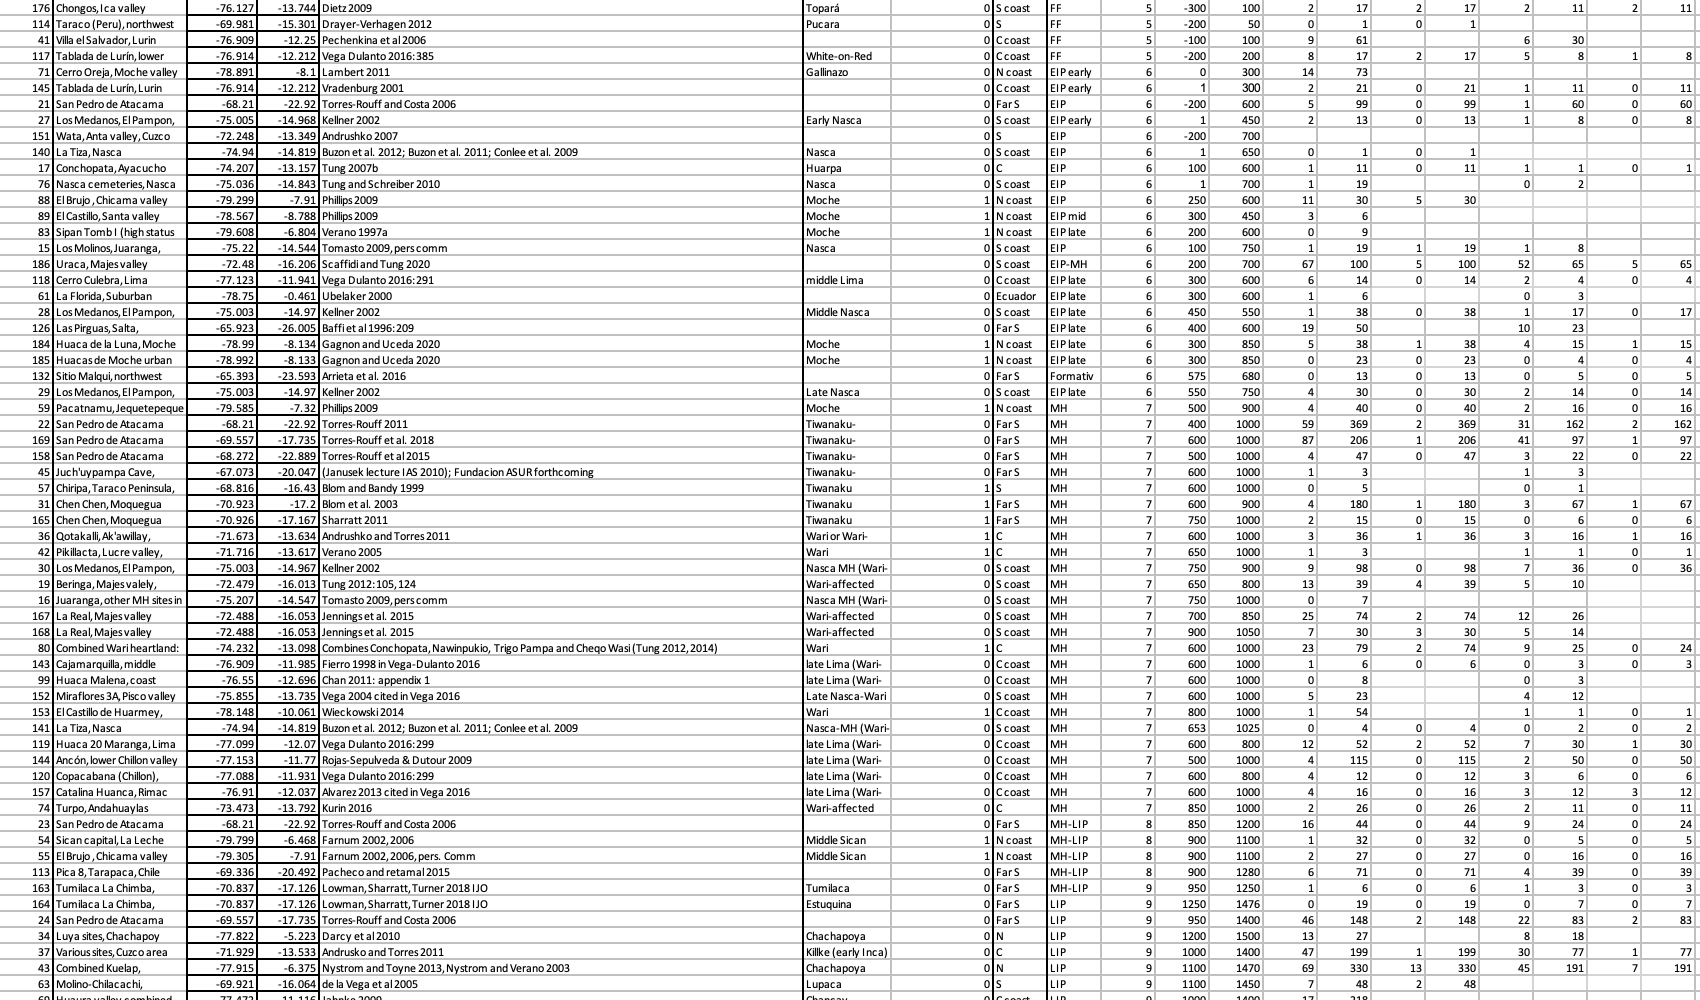 176 Chongos, Ica valley -76.127 -13.744 Dietz 2009 Topará 0 S coast FF 5 -300 100 2 17 2 17 2 11 2 11
114 Taraco (Peru), northwest -69.981 -15.301 Drayer-Verhagen 2012 Pucara 0 S FF 5 -200 50 0 1 0 1
41 Villa el Salvador, Lurin -76.909 -12.25 Pechenkina et al 2006 0 C coast FF 5 -100 100 9 61 6 30
117 Tablada de Lurín, lower -76.914 -12.212 Vega Dulanto 2016:385 White-on-Red 0 C coast FF 5 -200 200 8 17 2 17 5 8 1 8
71 Cerro Oreja, Moche valley -78.891 -8.1 Lambert 2011 Gallinazo 0 N coast EIP early 6 0 300 14 73
145 Tablada de Lurín, Lurin -76.914 -12.212 Vradenburg 2001 0 C coast EIP early 6 1 300 2 21 0 21 1 11 0 11
21 San Pedro de Atacama -68.21 -22.92 Torres-Rouff and Costa 2006 0 Far S EIP 6 -200 600 5 99 0 99 1 60 0 60
27 Los Medanos, El Pampon, -75.005 -14.968 Kellner 2002 Early Nasca 0 S coast EIP early 6 1 450 2 13 0 13 1 8 0 8
151 Wata, Anta valley, Cuzco -72.248 -13.349 Andrushko 2007 0 S EIP 6 -200 700
140 La Tiza, Nasca -74.94 -14.819 Buzon et al. 2012; Buzon et al. 2011; Conlee et al. 2009 Nasca 0 S coast EIP 6 1 650 0 1 0 1
17 Conchopata, Ayacucho -74.207 -13.157 Tung 2007b Huarpa 0 C EIP 6 100 600 1 11 0 11 1 1 0 1
76 Nasca cemeteries, Nasca -75.036 -14.843 Tung and Schreiber 2010 Nasca 0 S coast EIP 6 1 700 1 19 0 2
88 El Brujo, Chicama valley -79.299 -7.91 Phillips 2009 Moche 1 N coast EIP 6 250 600 11 30 5 30
89 El Castillo, Santa valley -78.567 -8.788 Phillips 2009 Moche 1 N coast EIP mid 6 300 450 3 6
83 Sipan Tomb I (high status -79.608 -6.804 Verano 1997a Moche 1 N coast EIP late 6 200 600 0 9
15 Los Molinos, Juaranga, -75.22 -14.544 Tomasto 2009, pers comm Nasca 0 S coast EIP 6 100 750 1 19 1 19 1 8
186 Uraca, Majes valley -72.48 -16.206 Scaffidi and Tung 2020 0 S coast EIP-MH 6 200 700 67 100 5 100 52 65 5 65
118 Cerro Culebra, Lima -77.123 -11.941 Vega Dulanto 2016:291 middle Lima 0 C coast EIP late 6 300 600 6 14 0 14 2 4 0 4
61 La Florida, Suburban -78.75 -0.461 Ubelaker 2000 0 Ecuador EIP late 6 300 600 1 6 0 3
28 Los Medanos, El Pampon, -75.003 -14.97 Kellner 2002 Middle Nasca 0 S coast EIP late 6 450 550 1 38 0 38 1 17 0 17
126 Las Pirguas, Salta, -65.923 -26.005 Baffi et al 1996:209 0 Far S EIP late 6 400 600 19 50 10 23
184 Huaca de la Luna, Moche -78.99 -8.134 Gagnon and Uceda 2020 Moche 1 N coast EIP late 6 300 850 5 38 1 38 4 15 1 15
185 Huacas de Moche urban -78.992 -8.133 Gagnon and Uceda 2020 Moche 1 N coast EIP late 6 300 850 0 23 0 23 0 4 0 4
132 Sitio Malqui, northwest -65.393 -23.593 Arrieta et al. 2016 0 Far S Formativ 6 575 680 0 13 0 13 0 5 0 5
29 Los Medanos, El Pampon, -75.003 -14.97 Kellner 2002 Late Nasca 0 S coast EIP late 6 550 750 4 30 0 30 2 14 0 14
59 Pacatnamu, Jequetepeque -79.585 -7.32 Phillips 2009 Moche 1 N coast MH 7 500 900 4 40 0 40 2 16 0 16
22 San Pedro de Atacama -68.21 -22.92 Torres-Rouff 2011 Tiwanaku- 0 Far S MH 7 400 1000 59 369 2 369 31 162 2 162
169 San Pedro de Atacama -69.557 -17.735 Torres-Rouff et al. 2018 Tiwanaku- 0 Far S MH 7 600 1000 87 206 1 206 41 97 1 97
158 San Pedro de Atacama -68.272 -22.889 Torres-Rouff et al 2015 Tiwanaku- 0 Far S MH 7 500 1000 4 47 0 47 3 22 0 22
45 Juch'uypampa Cave, -67.073 -20.047 (Janusek lecture IAS 2010); Fundacion ASUR forthcoming Tiwanaku- 0 Far S MH 7 600 1000 1 3 1 3
57 Chiripa, Taraco Peninsula, -68.816 -16.43 Blom and Bandy 1999 Tiwanaku 1 S MH 7 600 1000 0 5 0 1
31 Chen Chen, Moquegua -70.923 -17.2 Blom et al. 2003 Tiwanaku 1 Far S MH 7 600 900 4 180 1 180 3 67 1 67
165 Chen Chen, Moquegua -70.926 -17.167 Sharratt 2011 Tiwanaku 1 Far S MH 7 750 1000 2 15 0 15 0 6 0 6
36 Qotakalli, Ak'awillay, -71.673 -13.634 Andrushko and Torres 2011 Wari or Wari- 1 C MH 7 600 1000 3 36 1 36 3 16 1 16
42 Pikillacta, Lucre valley, -71.716 -13.617 Verano 2005 Wari 1 C MH 7 650 1000 1 3 1 1 0 1
30 Los Medanos, El Pampon, -75.003 -14.967 Kellner 2002 Nasca MH (Wari- 0 S coast MH 7 750 900 9 98 0 98 7 36 0 36
19 Beringa, Majes valely, -72.479 -16.013 Tung 2012:105, 124 Wari-affected 0 S coast MH 7 650 800 13 39 4 39 5 10
16 Juaranga, other MH sites in -75.207 -14.547 Tomasto 2009, pers comm Nasca MH (Wari- 0 S coast MH 7 750 1000 0 7
167 La Real, Majes valley -72.488 -16.053 Jennings et al. 2015 Wari-affected 0 S coast MH 7 700 850 25 74 2 74 12 26
168 La Real, Majes valley -72.488 -16.053 Jennings et al. 2015 Wari-affected 0 S coast MH 7 900 1050 7 30 3 30 5 14
80 Combined Wari heartland: -74.232 -13.098 Combines Conchopata, Nawinpukio, Trigo Pampa and Cheqo Wasi (Tung 2012, 2014) Wari 1 C MH 7 600 1000 23 79 2 74 9 25 0 24
143 Cajamarquilla, middle -76.909 -11.985 Fierro 1998 in Vega-Dulanto 2016 late Lima (Wari- 0 C coast MH 7 600 1000 1 6 0 6 0 3 0 3
99 Huaca Malena, coast -76.55 -12.696 Chan 2011: appendix 1 late Lima (Wari- 0 C coast MH 7 600 1000 0 8 0 3
152 Miraflores 3A, Pisco valley -75.855 -13.735 Vega 2004 cited in Vega 2016 Late Nasca-Wari 0 S coast MH 7 600 1000 5 23 4 12
153 El Castillo de Huarmey, -78.148 -10.061 Wieckowski 2014 Wari 1 C coast MH 7 800 1000 1 54 1 1 0 1
141 La Tiza, Nasca -74.94 -14.819 Buzon et al. 2012; Buzon et al. 2011; Conlee et al. 2009 Nasca-MH (Wari- 0 S coast MH 7 653 1025 0 4 0 4 0 2 0 2
119 Huaca 20 Maranga, Lima -77.099 -12.07 Vega Dulanto 2016:299 late Lima (Wari- 0 C coast MH 7 600 800 12 52 2 52 7 30 1 30
144 Ancón, lower Chillon valley -77.153 -11.77 Rojas-Sepulveda & Dutour 2009 late Lima (Wari- 0 C coast MH 7 500 1000 4 115 0 115 2 50 0 50
120 Copacabana (Chillon), -77.088 -11.931 Vega Dulanto 2016:299 late Lima (Wari- 0 C coast MH 7 600 800 4 12 0 12 3 6 0 6
157 Catalina Huanca, Rimac -76.91 -12.037 Alvarez 2013 cited in Vega 2016 late Lima (Wari- 0 C coast MH 7 600 1000 4 16 0 16 3 12 3 12
74 Turpo, Andahuaylas -73.473 -13.792 Kurin 2016 Wari-affected 0 C MH 7 850 1000 2 26 0 26 2 11 0 11
23 San Pedro de Atacama -68.21 -22.92 Torres-Rouff and Costa 2006 0 Far S MH-LIP 8 850 1200 16 44 0 44 9 24 0 24
54 Sican capital, La Leche -79.799 -6.468 Farnum 2002, 2006 Middle Sican 1 N coast MH-LIP 8 900 1100 1 32 0 32 0 5 0 5
55 El Brujo, Chicama valley -79.305 -7.91 Farnum 2002, 2006, pers. Comm Middle Sican 1 N coast MH-LIP 8 900 1100 2 27 0 27 0 16 0 16
113 Pica 8, Tarapaca, Chile -69.336 -20.492 Pacheco and retamal 2015 0 Far S MH-LIP 8 900 1280 6 71 0 71 4 39 0 39
163 Tumilaca La Chimba, -70.837 -17.126 Lowman, Sharratt, Turner 2018 IJO Tumilaca 0 Far S MH-LIP 9 950 1250 1 6 0 6 1 3 0 3
164 Tumilaca La Chimba, -70.837 -17.126 Lowman, Sharratt, Turner 2018 IJO Estuquina 0 Far S LIP 9 1250 1476 0 19 0 19 0 7 0 7
24 San Pedro de Atacama -69.557 -17.735 Torres-Rouff and Costa 2006 0 Far S LIP 9 950 1400 46 148 2 148 22 83 2 83
34 Luya sites, Chachapoy -77.822 -5.223 Darcy et al 2010 Chachapoya 0 N LIP 9 1200 1500 13 27 8 18
37 Various sites, Cuzco area -71.929 -13.533 Andrusko and Torres 2011 Killke (early Inca) 0 C LIP 9 1000 1400 47 199 1 199 30 77 1 77
43 Combined Kuelap, -77.915 -6.375 Nystrom and Toyne 2013, Nystrom and Verano 2003 Chachapoya 0 N LIP 9 1100 1470 69 330 13 330 45 191 7 191
63 Molino-Chilacachi, -69.921 -16.064 de la Vega et al 2005 Lupaca 0 S LIP 9 1100 1450 7 48 2 48